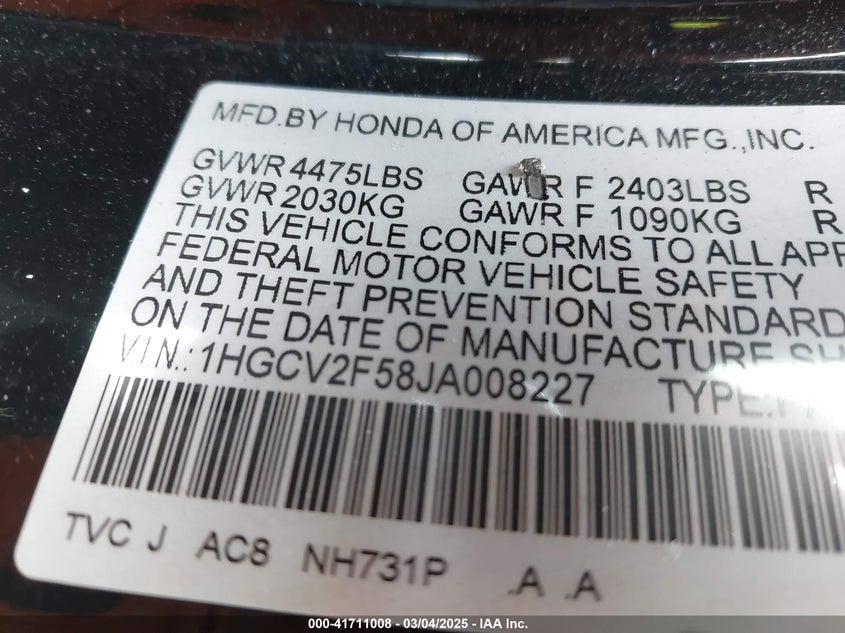 MFD.BY HONDA OF AMERICA MFG.,INC.
GVWR 4475LBS GAWR F 2403LBS R
GVWR 2030KG GAWR F 1090KG R
THIS VEHICLE CONFORMS TO ALL APP
FEDERAL MOTOR VEHICLE SAFETY
AND THEFT PREVENTION STANDARD
ON THE DATE OF MANUFACTURE SH
VIN.: 1HGCV2F58JA008227 TYPE:
TVC J AC8 NH731P .A .A
000-41711008 - 03/04/2025 - IAA Inc.